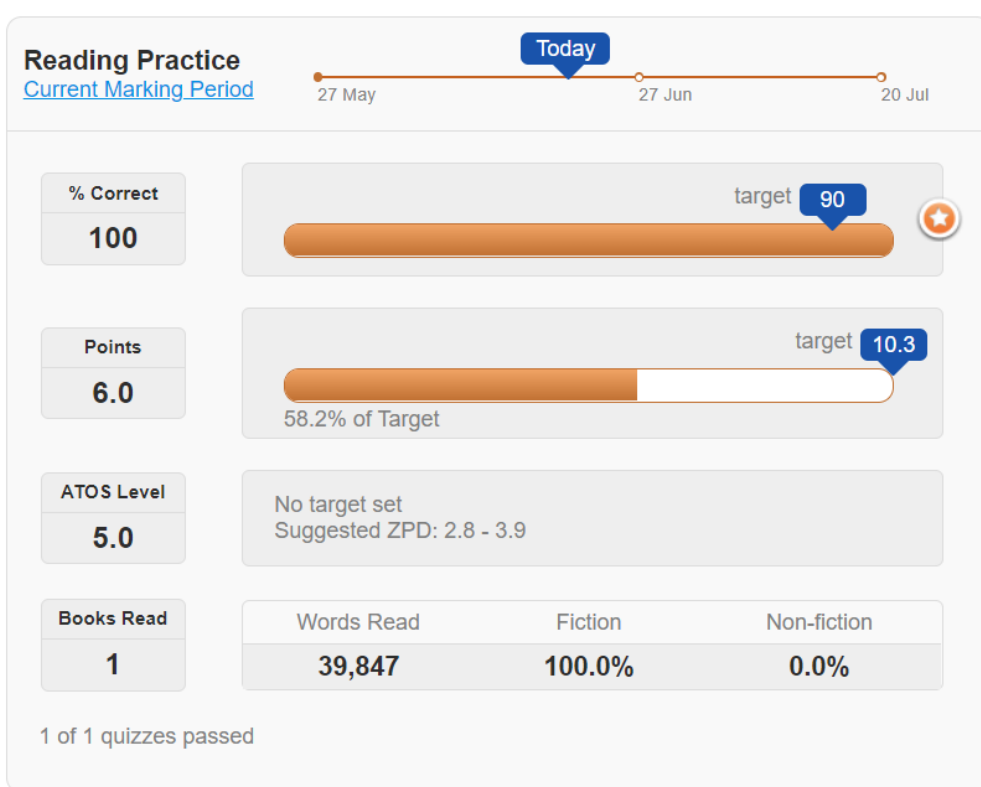 Reading Practice
Today
Current Marking Period
27 May
27 Jun
20 Jul
% Correct
100
target 90
Points
6.0
target 10.3
58.2% of Target
ATOS Level
5.0
No target set
Suggested ZPD: 2.8 - 3.9
Books Read
1
Words Read Fiction Non-fiction
39,847 100.0% 0.0%
1 of 1 quizzes passed